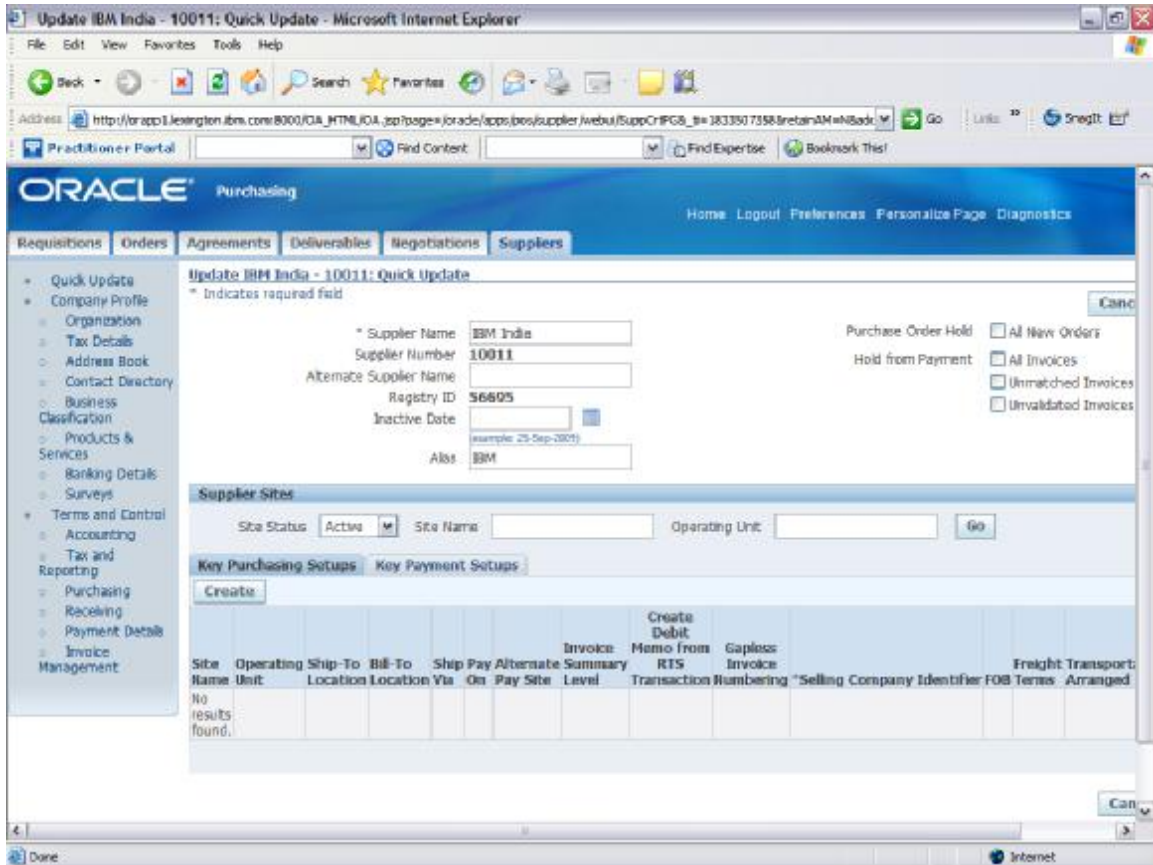 Update IBM India - 10011: Quick Update - Microsoft Internet Explorer
File Edit View Favorites Tools Help
Back Search Favorites
Address Go Links SnagIt
Practitioner Portal Find Content Find Expertise Bookmark This!
ORACLE Purchasing
Home Logout Preferences Personalize Page Diagnostics
Requisitions Orders Agreements Deliverables Negotiations Suppliers
Quick Update
Company Profile
Organization
Tax Details
Address Book
Contact Directory
Business
Classification
Products &
Services
Banking Details
Surveys
Terms and Control
Accounting
Tax and
Reporting
Purchasing
Receiving
Payment Details
Invoice
Management
Update IBM India - 10011: Quick Update
* Indicates required field
Canc
* Supplier Name IBM India
Supplier Number 10011
Alternate Supplier Name
Registry ID 56695
Inactive Date
(example: 25-Sep-2009)
Alias IBM
Purchase Order Hold All New Orders
Hold from Payment All Invoices
Unmatched Invoices
Unvalidated Invoices
Supplier Sites
Site Status Active Site Name Operating Unit Go
Key Purchasing Setups Key Payment Setups
Create
Create
Debit
Invoice Memo from Gapless
Site Operating Ship-To Bill-To Ship Pay Alternate Summary RTS Invoice Freight Transporta
Name Unit Location Location Via On Pay Site Level Transaction Numbering *Selling Company Identifier FOB Terms Arranged
No
results
found.
Can
Done Internet